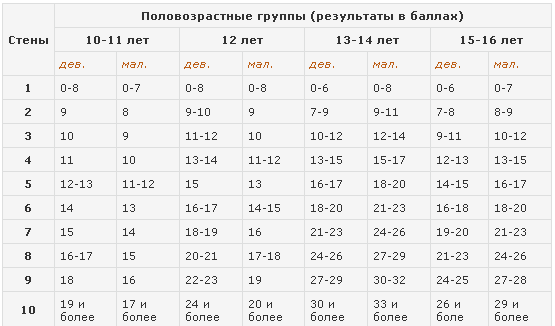 Стены Половозрастные группы (результаты в баллах)
10-11 лет 12 лет 13-14 лет 15-16 лет
дев. мал. дев. мал. дев. мал. дев. мал.
1 0-8 0-7 0-8 0-8 0-6 0-8 0-6 0-7
2 9 8 9-10 9 7-9 9-11 7-8 8-9
3 10 9 11-12 10 10-12 12-14 9-11 10-12
4 11 10 13-14 11-12 13-15 15-17 12-13 13-15
5 12-13 11-12 15 13 16-17 18-20 14-15 16-17
6 14 13 16-17 14-15 18-20 21-23 16-18 18-20
7 15 14 18-19 16 21-23 24-26 19-20 21-23
8 16-17 15 20-21 17-18 24-26 27-29 21-23 24-26
9 18 16 22-23 19 27-29 30-32 24-25 27-28
10 19 и более 17 и более 24 и более 20 и более 30 и более 33 и более 26 и боле 29 и более